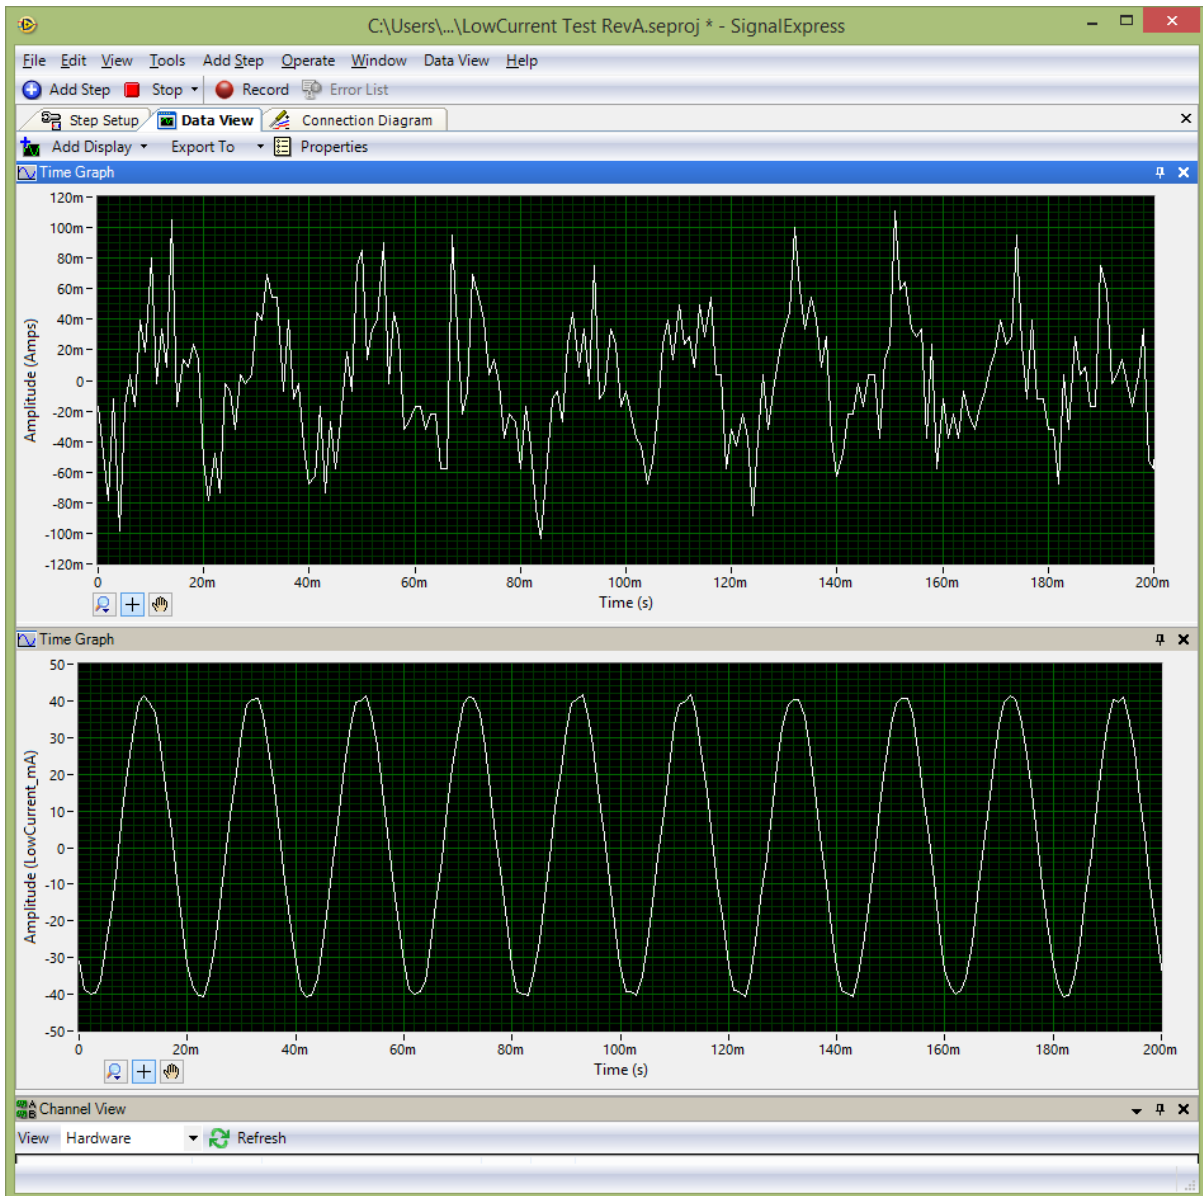 C:\Users\...\LowCurrent Test RevA.seproj * - SignalExpress
File Edit View Tools Add Step Operate Window Data View Help
Add Step Stop Record Error List
Step Setup Data View Connection Diagram
Add Display Export To Properties
Time Graph
Amplitude (Amps)
120m
100m
80m
60m
40m
20m
0
-20m
-40m
-60m
-80m
-100m
-120m
0 20m 40m 60m 80m 100m 120m 140m 160m 180m 200m
Time (s)
Time Graph
Amplitude (LowCurrent_mA)
50
40
30
20
10
0
-10
-20
-30
-40
-50
0 20m 40m 60m 80m 100m 120m 140m 160m 180m 200m
Time (s)
A
B
Channel View
View Hardware Refresh